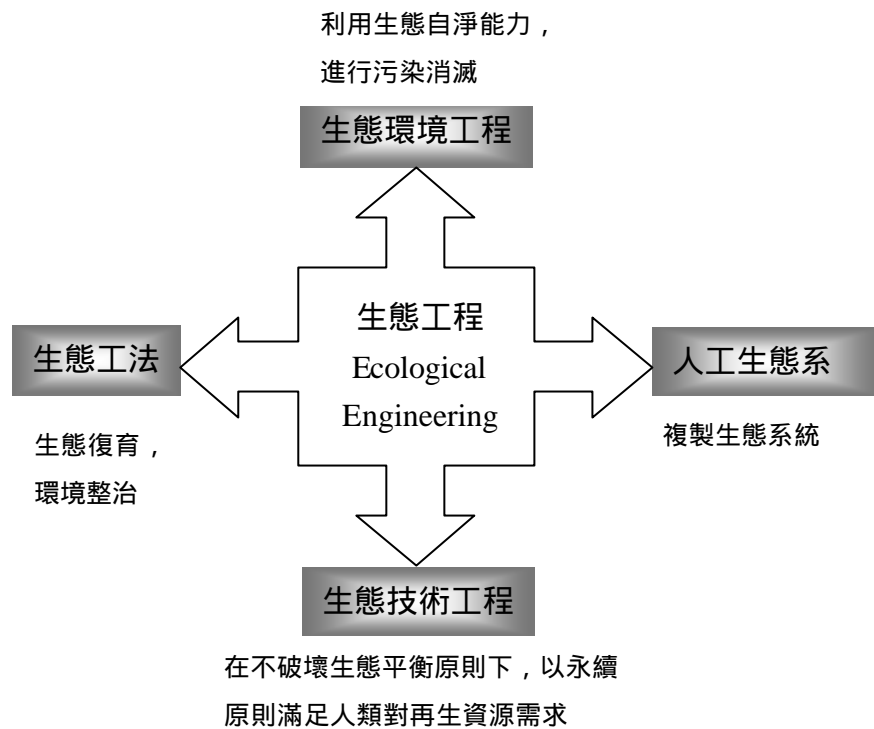 利用生態自淨能力，
進行污染消滅
生態環境工程
生態工程
Ecological
Engineering
生態工法
生態復育，
環境整治
人工生態系
複製生態系統
生態技術工程
在不破壞生態平衡原則下，以永續
原則滿足人類對再生資源需求